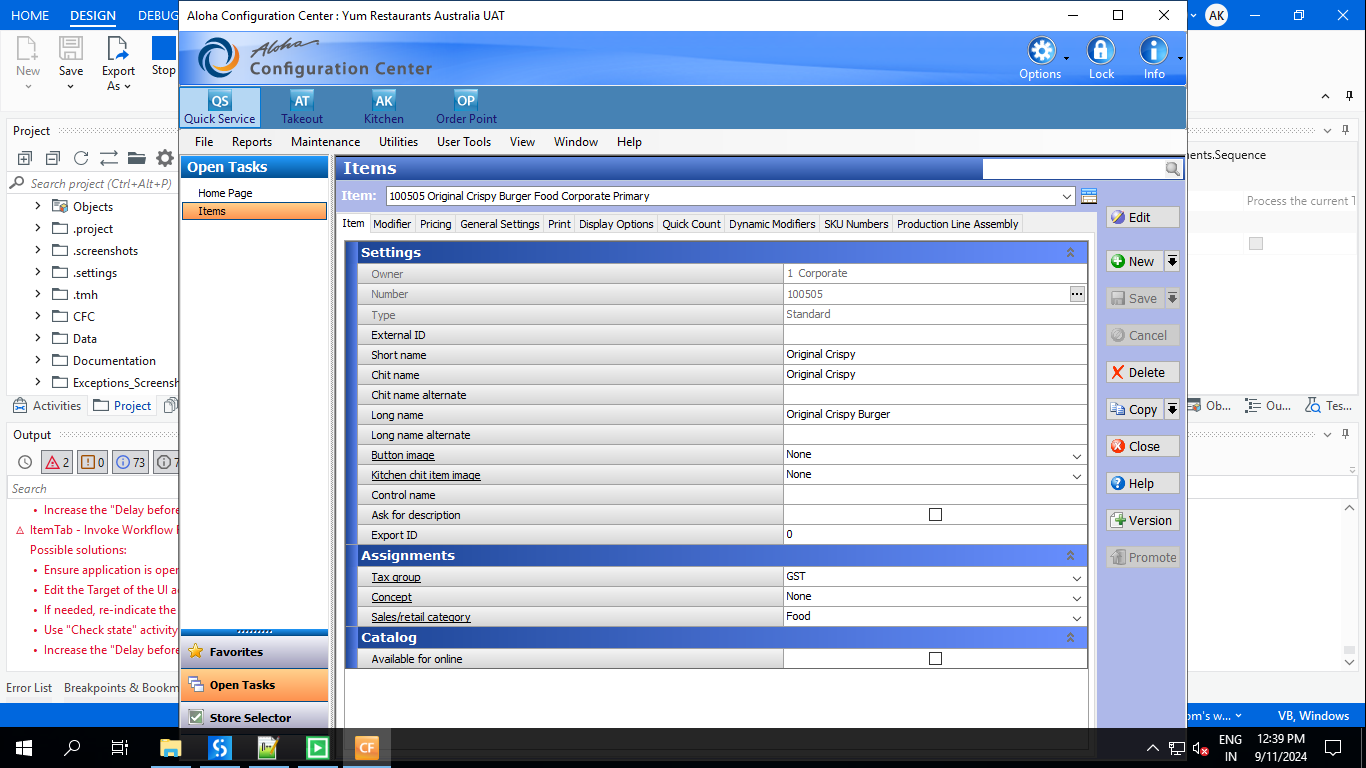 HOME DESIGN DEBUG
Aloha Configuration Center : Yum Restaurants Australia UAT
AK
New
Save
Export As
Stop
Aloha
Configuration Center
Options
Lock
Info
QS
Quick Service
AT
Takeout
AK
Kitchen
OP
Order Point
File Reports Maintenance Utilities User Tools View Window Help
Project
Search project (Ctrl+Alt+P)
Objects
.project
.screenshots
.settings
.tmh
CFC
Data
Documentation
Exceptions_Screensh
Activities
Project
Output
2
0
73
Search
Increase the "Delay before
ItemTab - Invoke Workflow
Possible solutions:
Ensure application is open
Edit the Target of the UI a
If needed, re-indicate the
Use "Check state" activity
Increase the "Delay before
Error List Breakpoints & Bookm
Open Tasks
Home Page
Items
Favorites
Open Tasks
Store Selector
Items
Item: 100505 Original Crispy Burger Food Corporate Primary
Item Modifier Pricing General Settings Print Display Options Quick Count Dynamic Modifiers SKU Numbers Production Line Assembly
Settings
Owner 1 Corporate
Number 100505 ...
Type Standard
External ID
Short name Original Crispy
Chit name Original Crispy
Chit name alternate
Long name Original Crispy Burger
Long name alternate
Button image None
Kitchen chit item image None
Control name
Ask for description
Export ID 0
Assignments
Tax group GST
Concept None
Sales/retail category Food
Catalog
Available for online
Edit
New
Save
Cancel
Delete
Copy
Close
Help
Version
Promote
ents.Sequence
Process the current T
Ob...
Ou...
Tes...
om's w...
VB, Windows
CF
ENG
IN
12:39 PM
9/11/2024